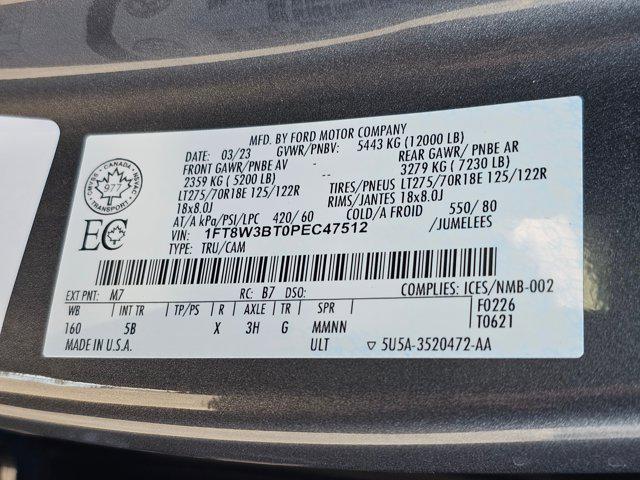 MFD. BY FORD MOTOR COMPANY
DATE: 03/23 GVWR/PNBV: 5443 KG (12000 LB)
FRONT GAWR/PNBE AV - REAR GAWR/ PNBE AR
2359 KG ( 5200 LB) - 3279 KG ( 7230 LB)
LT275/70R18E 125/122R TIRES/PNEUS LT275/70R18E 125/122R
18x8.0J RIMS/JANTES 18x8.0J
AT/A kPa/PSI/LPC 420/ 60 COLD/A FROID 550/ 80
VIN: 1FT8W3BT0PEC47512 /JUMELEES
TYPE: TRU/CAM
CANADA
977
TRANSPORT
EC
EXT PNT: M7 RC: B7 DSO: COMPLIES: ICES/NMB-002
WB INT TR TP/PS R AXLE TR SPR F0226
160 5B X 3H G MMNN T0621
MADE IN U.S.A. ULT ▽ 5U5A-3520472-AA